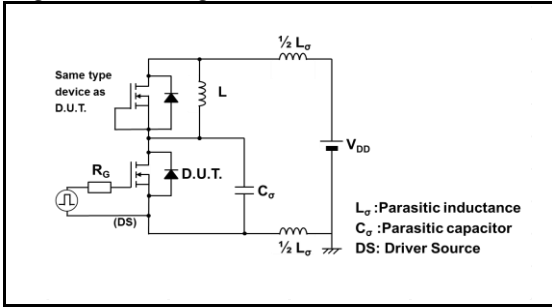 ½ Lσ
Same type
device as
D.U.T.
L
VDD
RG
D.U.T.
Cσ
(DS)
½ Lσ
Lσ :Parasitic inductance
Cσ :Parasitic capacitor
DS: Driver Source